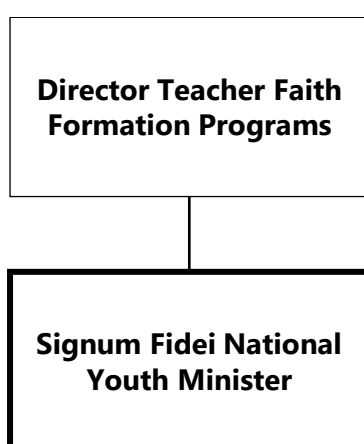 Director Teacher Faith
Formation Programs
Signum Fidei National
Youth Minister